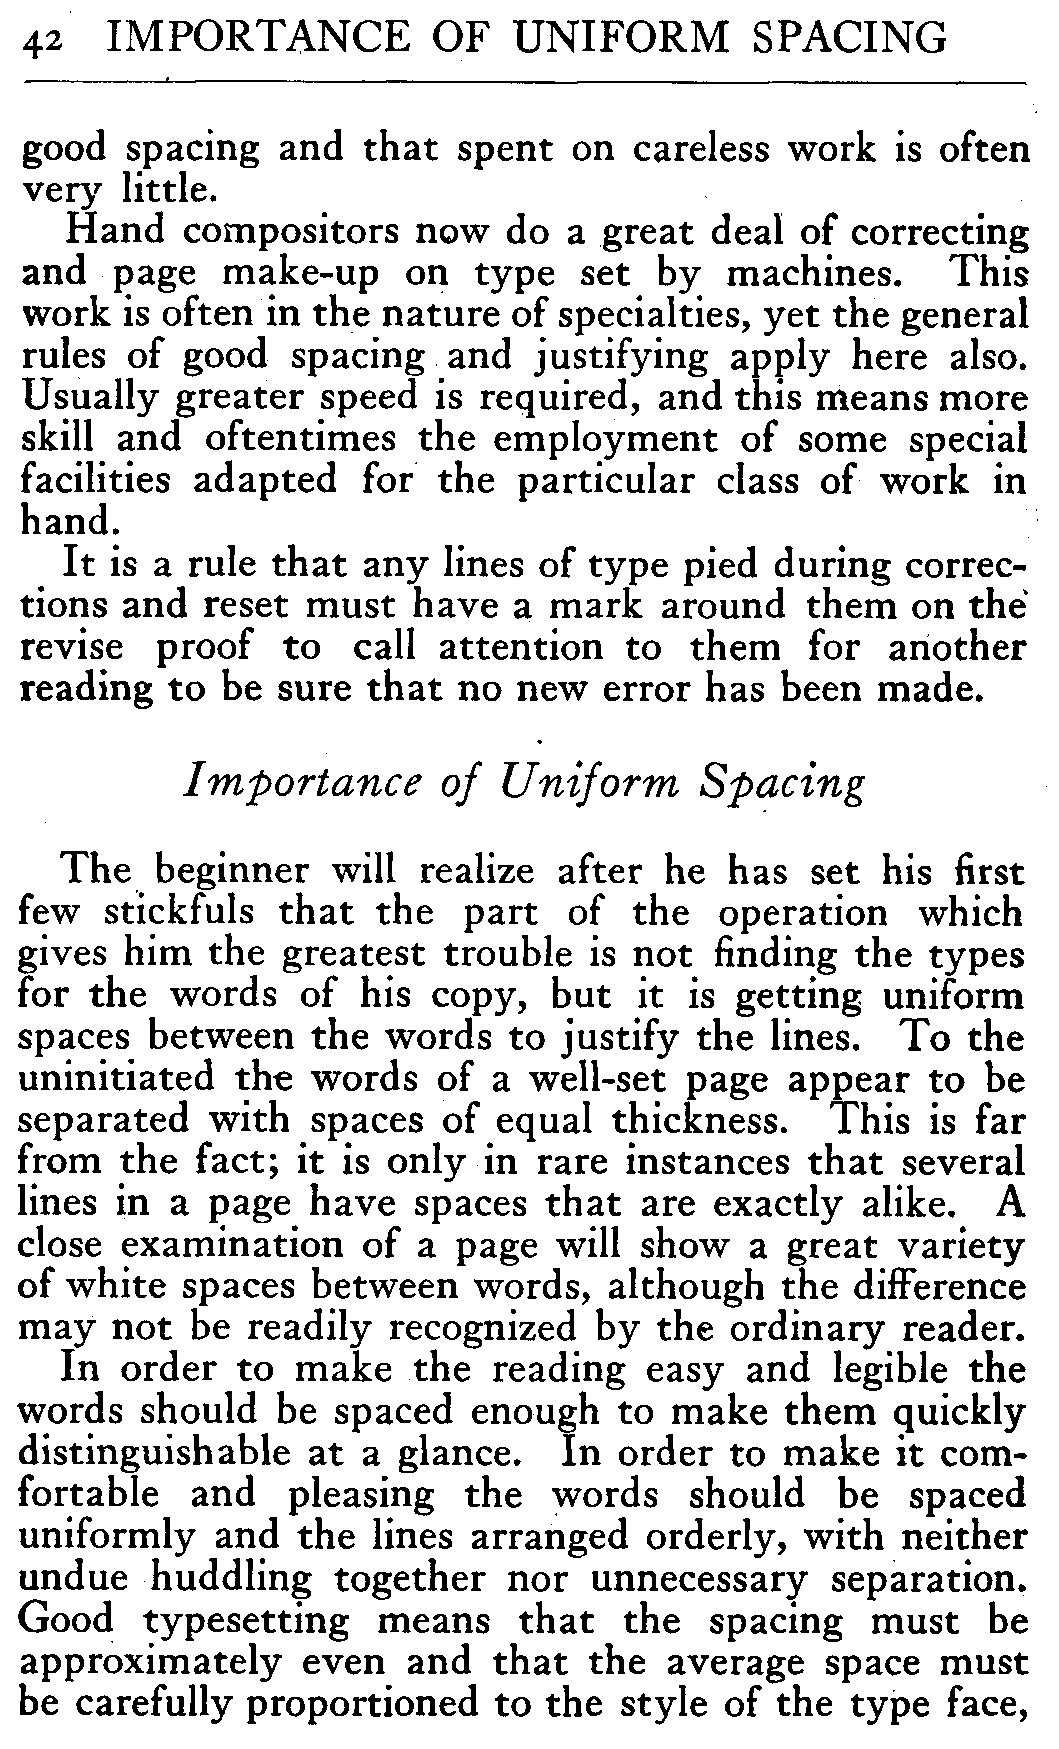 42 IMPORTANCE OF UNIFORM SPACING
good spacing and that spent on careless work is often
very little.
Hand compositors now do a great deal of correcting
and page make-up on type set by machines. This
work is often in the nature of specialties, yet the general
rules of good spacing and justifying apply here also.
Usually greater speed is required, and this means more
skill and oftentimes the employment of some special
facilities adapted for the particular class of work in
hand.
It is a rule that any lines of type pied during correc-
tions and reset must have a mark around them on the
revise proof to call attention to them for another
reading to be sure that no new error has been made.
Importance of Uniform Spacing
The beginner will realize after he has set his first
few stickfuls that the part of the operation which
gives him the greatest trouble is not finding the types
for the words of his copy, but it is getting uniform
spaces between the words to justify the lines. To the
uninitiated the words of a well-set page appear to be
separated with spaces of equal thickness. This is far
from the fact; it is only in rare instances that several
lines in a page have spaces that are exactly alike. A
close examination of a page will show a great variety
of white spaces between words, although the difference
may not be readily recognized by the ordinary reader.
In order to make the reading easy and legible the
words should be spaced enough to make them quickly
distinguishable at a glance. In order to make it com-
fortable and pleasing the words should be spaced
uniformly and the lines arranged orderly, with neither
undue huddling together nor unnecessary separation.
Good typesetting means that the spacing must be
approximately even and that the average space must
be carefully proportioned to the style of the type face,